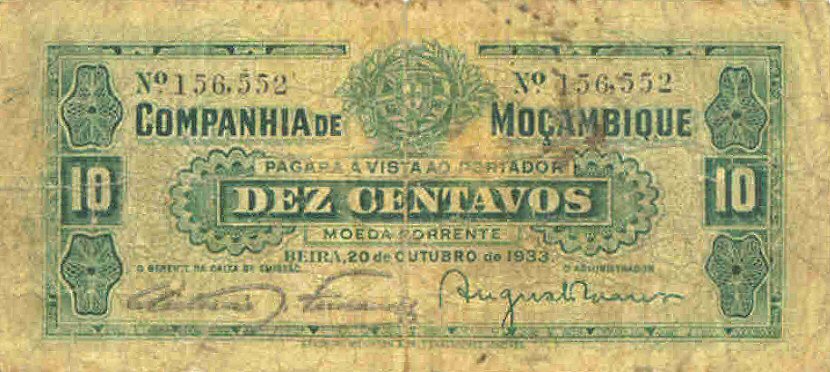 Nº 156,552 Nº 156,552
COMPANHIA DE MOÇAMBIQUE
PAGARÁ À VISTA AO PORTADOR
10 DEZ CENTAVOS 10
MOEDA CORRENTE
BEIRA, 20 de OUTUBRO de 1933
O GERENTE DA CAIXA DE EMISSÃO O ADMINISTRADOR